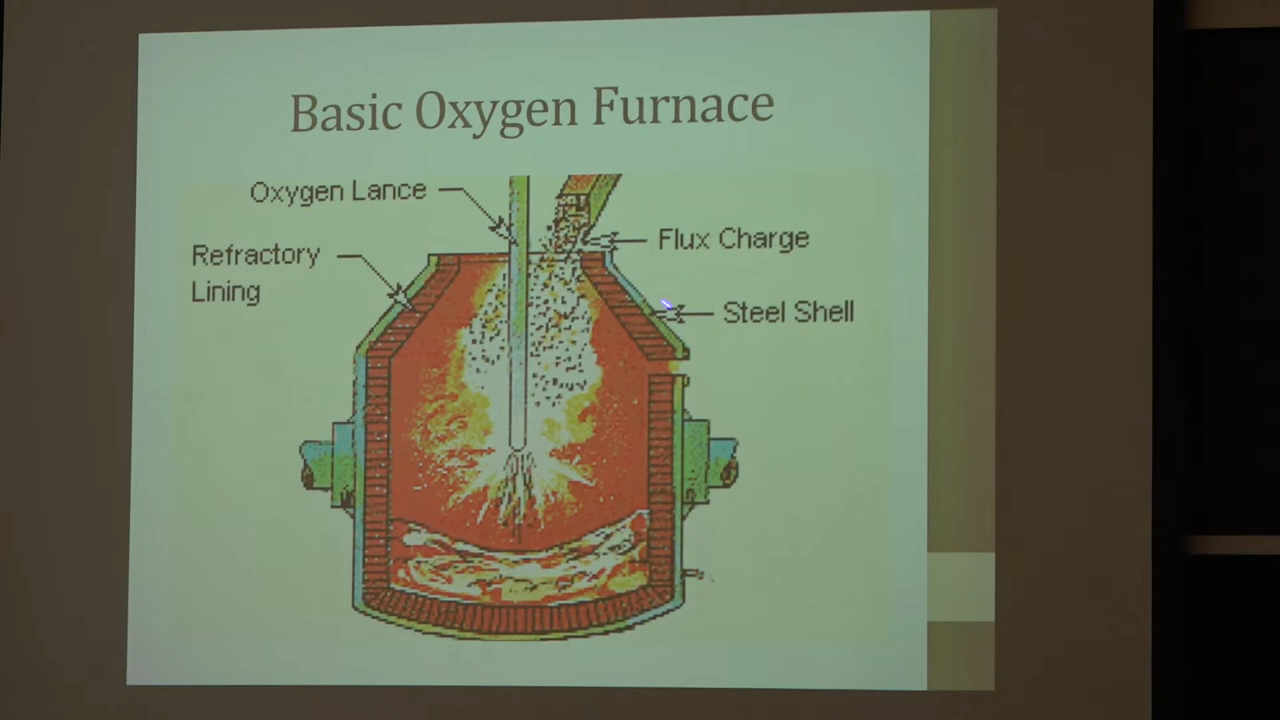 Basic Oxygen Furnace
Oxygen Lance
Flux Charge
Refractory
Lining
Steel Shell